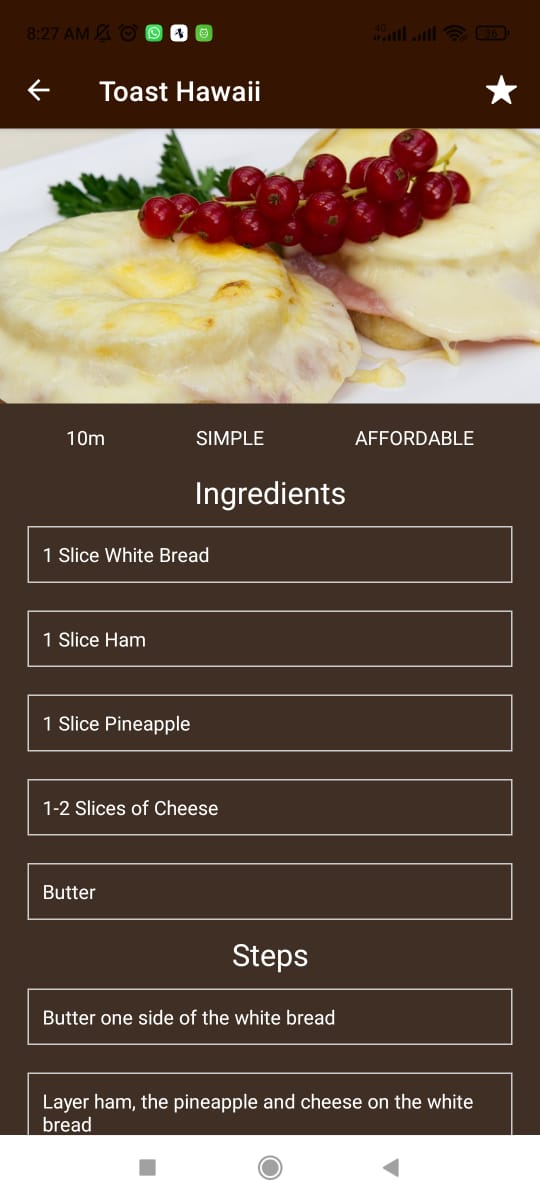 8:27 AM
4G
36
Toast Hawaii
10m SIMPLE AFFORDABLE
Ingredients
1 Slice White Bread
1 Slice Ham
1 Slice Pineapple
1-2 Slices of Cheese
Butter
Steps
Butter one side of the white bread
Layer ham, the pineapple and cheese on the white
bread